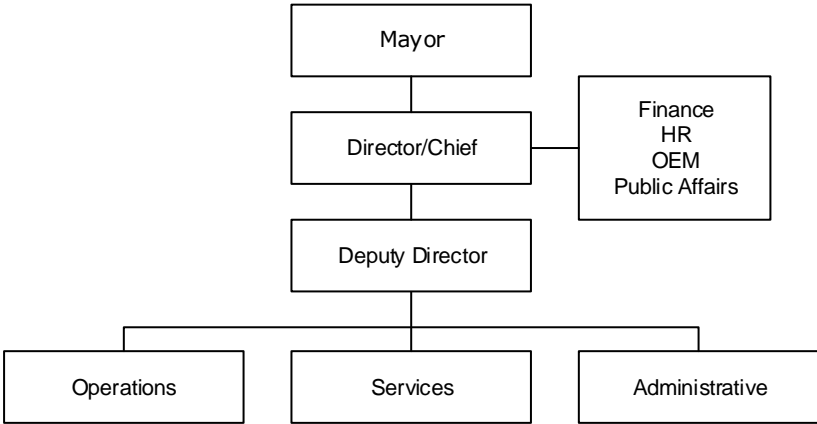 Mayor
Director/Chief
Finance
HR
OEM
Public Affairs
Deputy Director
Operations
Services
Administrative